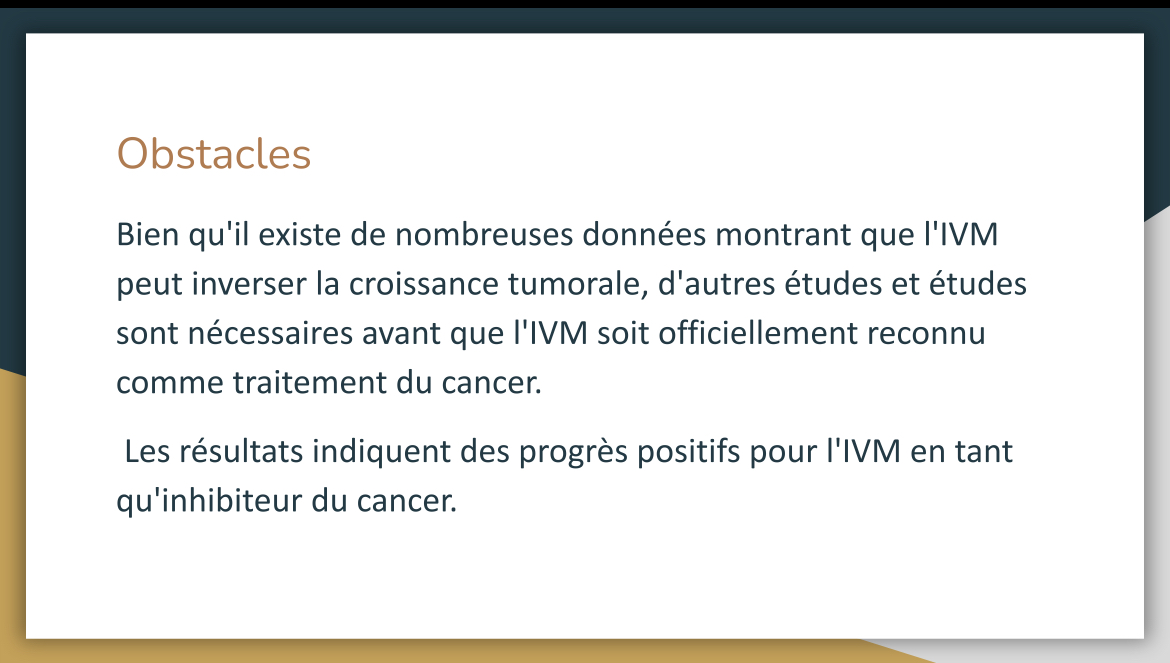 Obstacles
Bien qu'il existe de nombreuses données montrant que l'IVM
peut inverser la croissance tumorale, d'autres études et études
sont nécessaires avant que l'IVM soit officiellement reconnu
comme traitement du cancer.
Les résultats indiquent des progrès positifs pour l'IVM en tant
qu'inhibiteur du cancer.